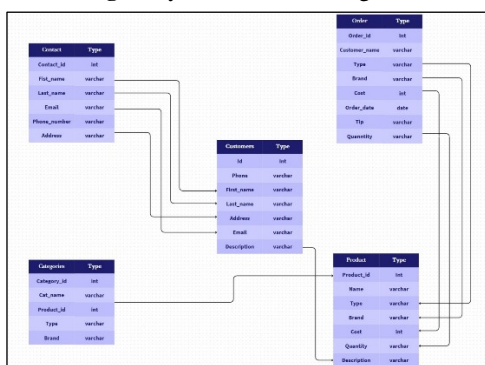 Contact Type
Contact_id int
Fist_name varchar
Last_name varchar
Email varchar
Phone_number varchar
Address varchar
Order Type
Order_id int
Customer_name varchar
Type varchar
Brand varchar
Cost int
Order_date date
Tip varchar
Quanntity varchar
Customers Type
id int
Phone varchar
First_name varchar
Last_name varchar
Address varchar
Email varchar
Description varchar
Categories Type
Category_id int
Cat_name varchar
Product_id int
Type varchar
Brand varchar
Product Type
Product_id int
Name varchar
Type varchar
Brand varchar
Cost int
Quantity varchar
Description varchar